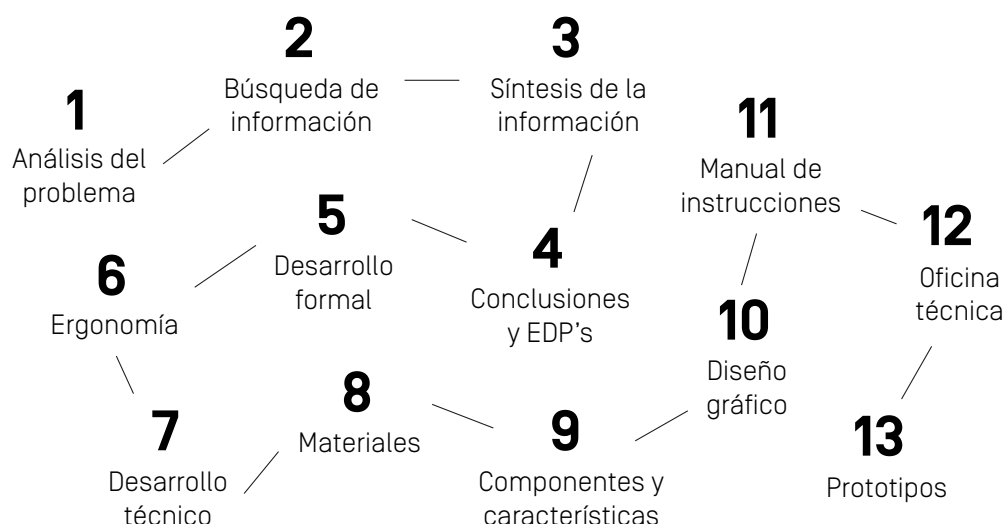 1
Análisis del
problema
2
Búsqueda de
información
3
Síntesis de la
información
4
Conclusiones
y EDP's
5
Desarrollo
formal
6
Ergonomía
7
Desarrollo
técnico
8
Materiales
9
Componentes y
características
10
Diseño
gráfico
11
Manual de
instrucciones
12
Oficina
técnica
13
Prototipos